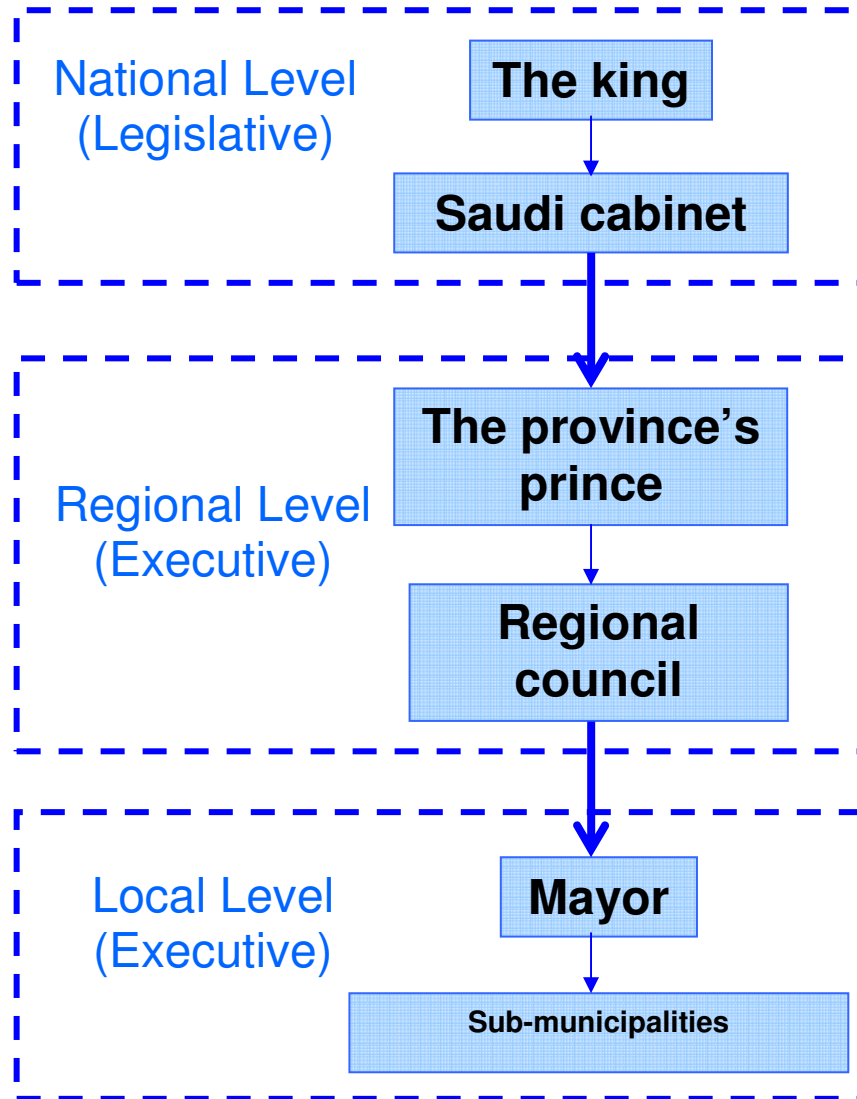 National Level
(Legislative)
The king
Saudi cabinet
Regional Level
(Executive)
The province’s
prince
Regional
council
Local Level
(Executive)
Mayor
Sub-municipalities